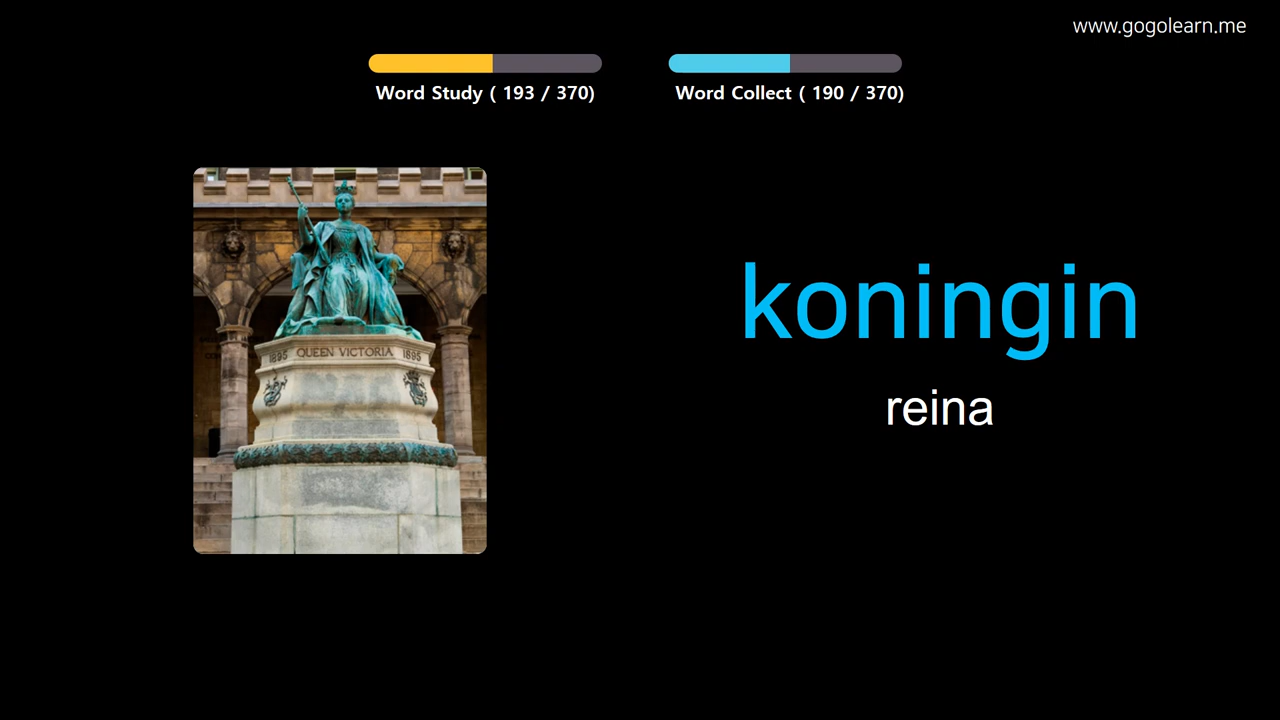 www.gogolearn.me
Word Study ( 193 / 370)
Word Collect ( 190 / 370)
1895 QUEEN VICTORIA 1895
koningin
reina